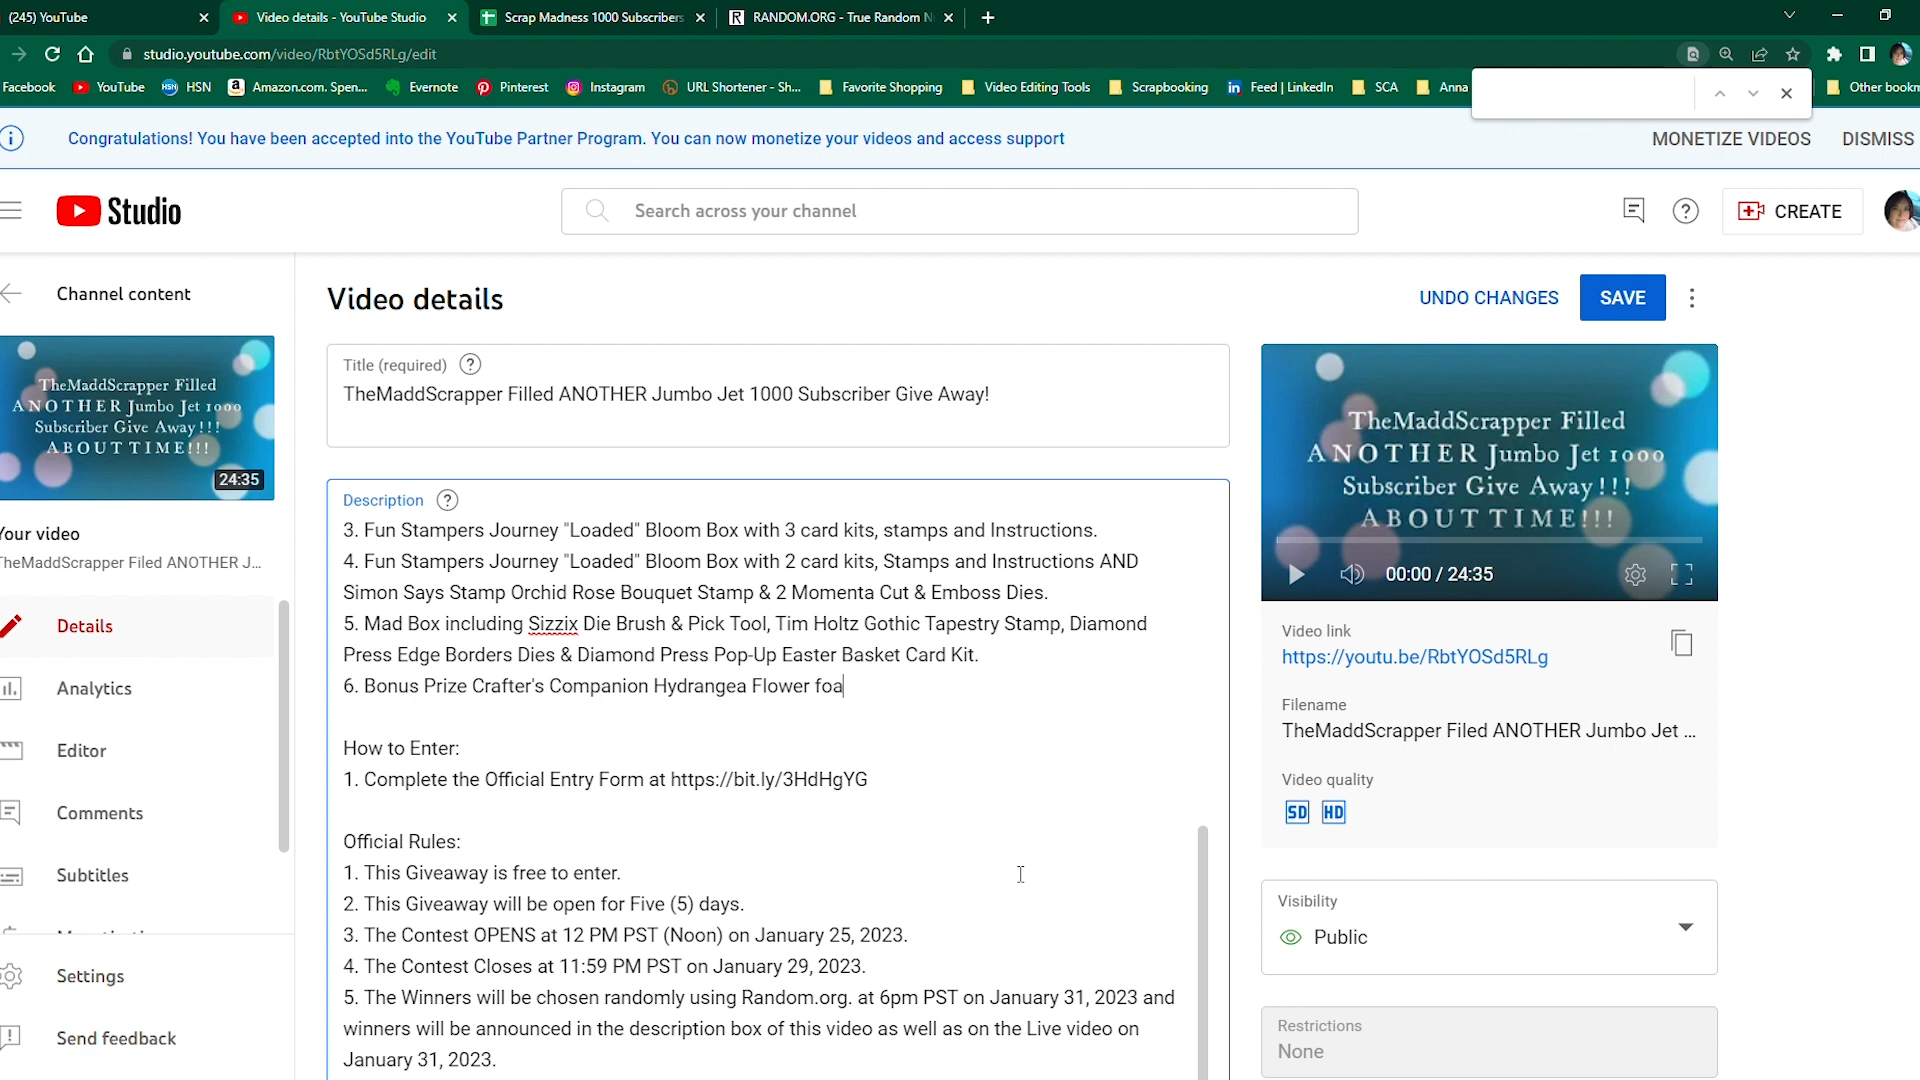 (245) YouTube
Video details - YouTube Studio
Scrap Madness 1000 Subscribers
RANDOM.ORG - True Random N
studio.youtube.com/video/RbtYOSd5RLg/edit
Facebook
YouTube
HSN
Amazon.com. Spen...
Evernote
Pinterest
Instagram
URL Shortener - Sh...
Favorite Shopping
Video Editing Tools
Scrapbooking
Feed | LinkedIn
SCA
Anna
Other bookm
Congratulations! You have been accepted into the YouTube Partner Program. You can now monetize your videos and access support
MONETIZE VIDEOS
DISMISS
Studio
Search across your channel
CREATE
Channel content
Video details
UNDO CHANGES
SAVE
TheMaddScrapper Filled
ANOTHER Jumbo Jet 1000
Subscriber Give Away!!!
ABOUT TIME!!!
24:35
Your video
TheMaddScrapper Filed ANOTHER J...
Details
Analytics
Editor
Comments
Subtitles
Settings
Send feedback
Title (required)
TheMaddScrapper Filled ANOTHER Jumbo Jet 1000 Subscriber Give Away!
Description
3. Fun Stampers Journey "Loaded" Bloom Box with 3 card kits, stamps and Instructions.
4. Fun Stampers Journey "Loaded" Bloom Box with 2 card kits, Stamps and Instructions AND
Simon Says Stamp Orchid Rose Bouquet Stamp & 2 Momenta Cut & Emboss Dies.
5. Mad Box including Sizzix Die Brush & Pick Tool, Tim Holtz Gothic Tapestry Stamp, Diamond
Press Edge Borders Dies & Diamond Press Pop-Up Easter Basket Card Kit.
6. Bonus Prize Crafter's Companion Hydrangea Flower foa
How to Enter:
1. Complete the Official Entry Form at https://bit.ly/3HdHgYG
Official Rules:
1. This Giveaway is free to enter.
2. This Giveaway will be open for Five (5) days.
3. The Contest OPENS at 12 PM PST (Noon) on January 25, 2023.
4. The Contest Closes at 11:59 PM PST on January 29, 2023.
5. The Winners will be chosen randomly using Random.org. at 6pm PST on January 31, 2023 and
winners will be announced in the description box of this video as well as on the Live video on
January 31, 2023.
TheMaddScrapper Filled
ANOTHER Jumbo Jet 1000
Subscriber Give Away!!!
ABOUT TIME!!!
00:00 / 24:35
Video link
https://youtu.be/RbtYOSd5RLg
Filename
TheMaddScrapper Filed ANOTHER Jumbo Jet ...
Video quality
SD HD
Visibility
Public
Restrictions
None